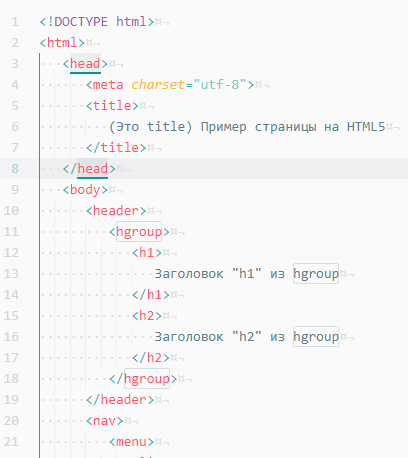 1 <!DOCTYPE html>
2 <html>
3 <head>
4 <meta charset="utf-8">
5 <title>
6 (Это title) Пример страницы на HTML5
7 </title>
8 </head>
9 <body>
10 <header>
11 <hgroup>
12 <h1>
13 Заголовок "h1" из hgroup
14 </h1>
15 <h2>
16 Заголовок "h2" из hgroup
17 </h2>
18 </hgroup>
19 </header>
20 <nav>
21 <menu>